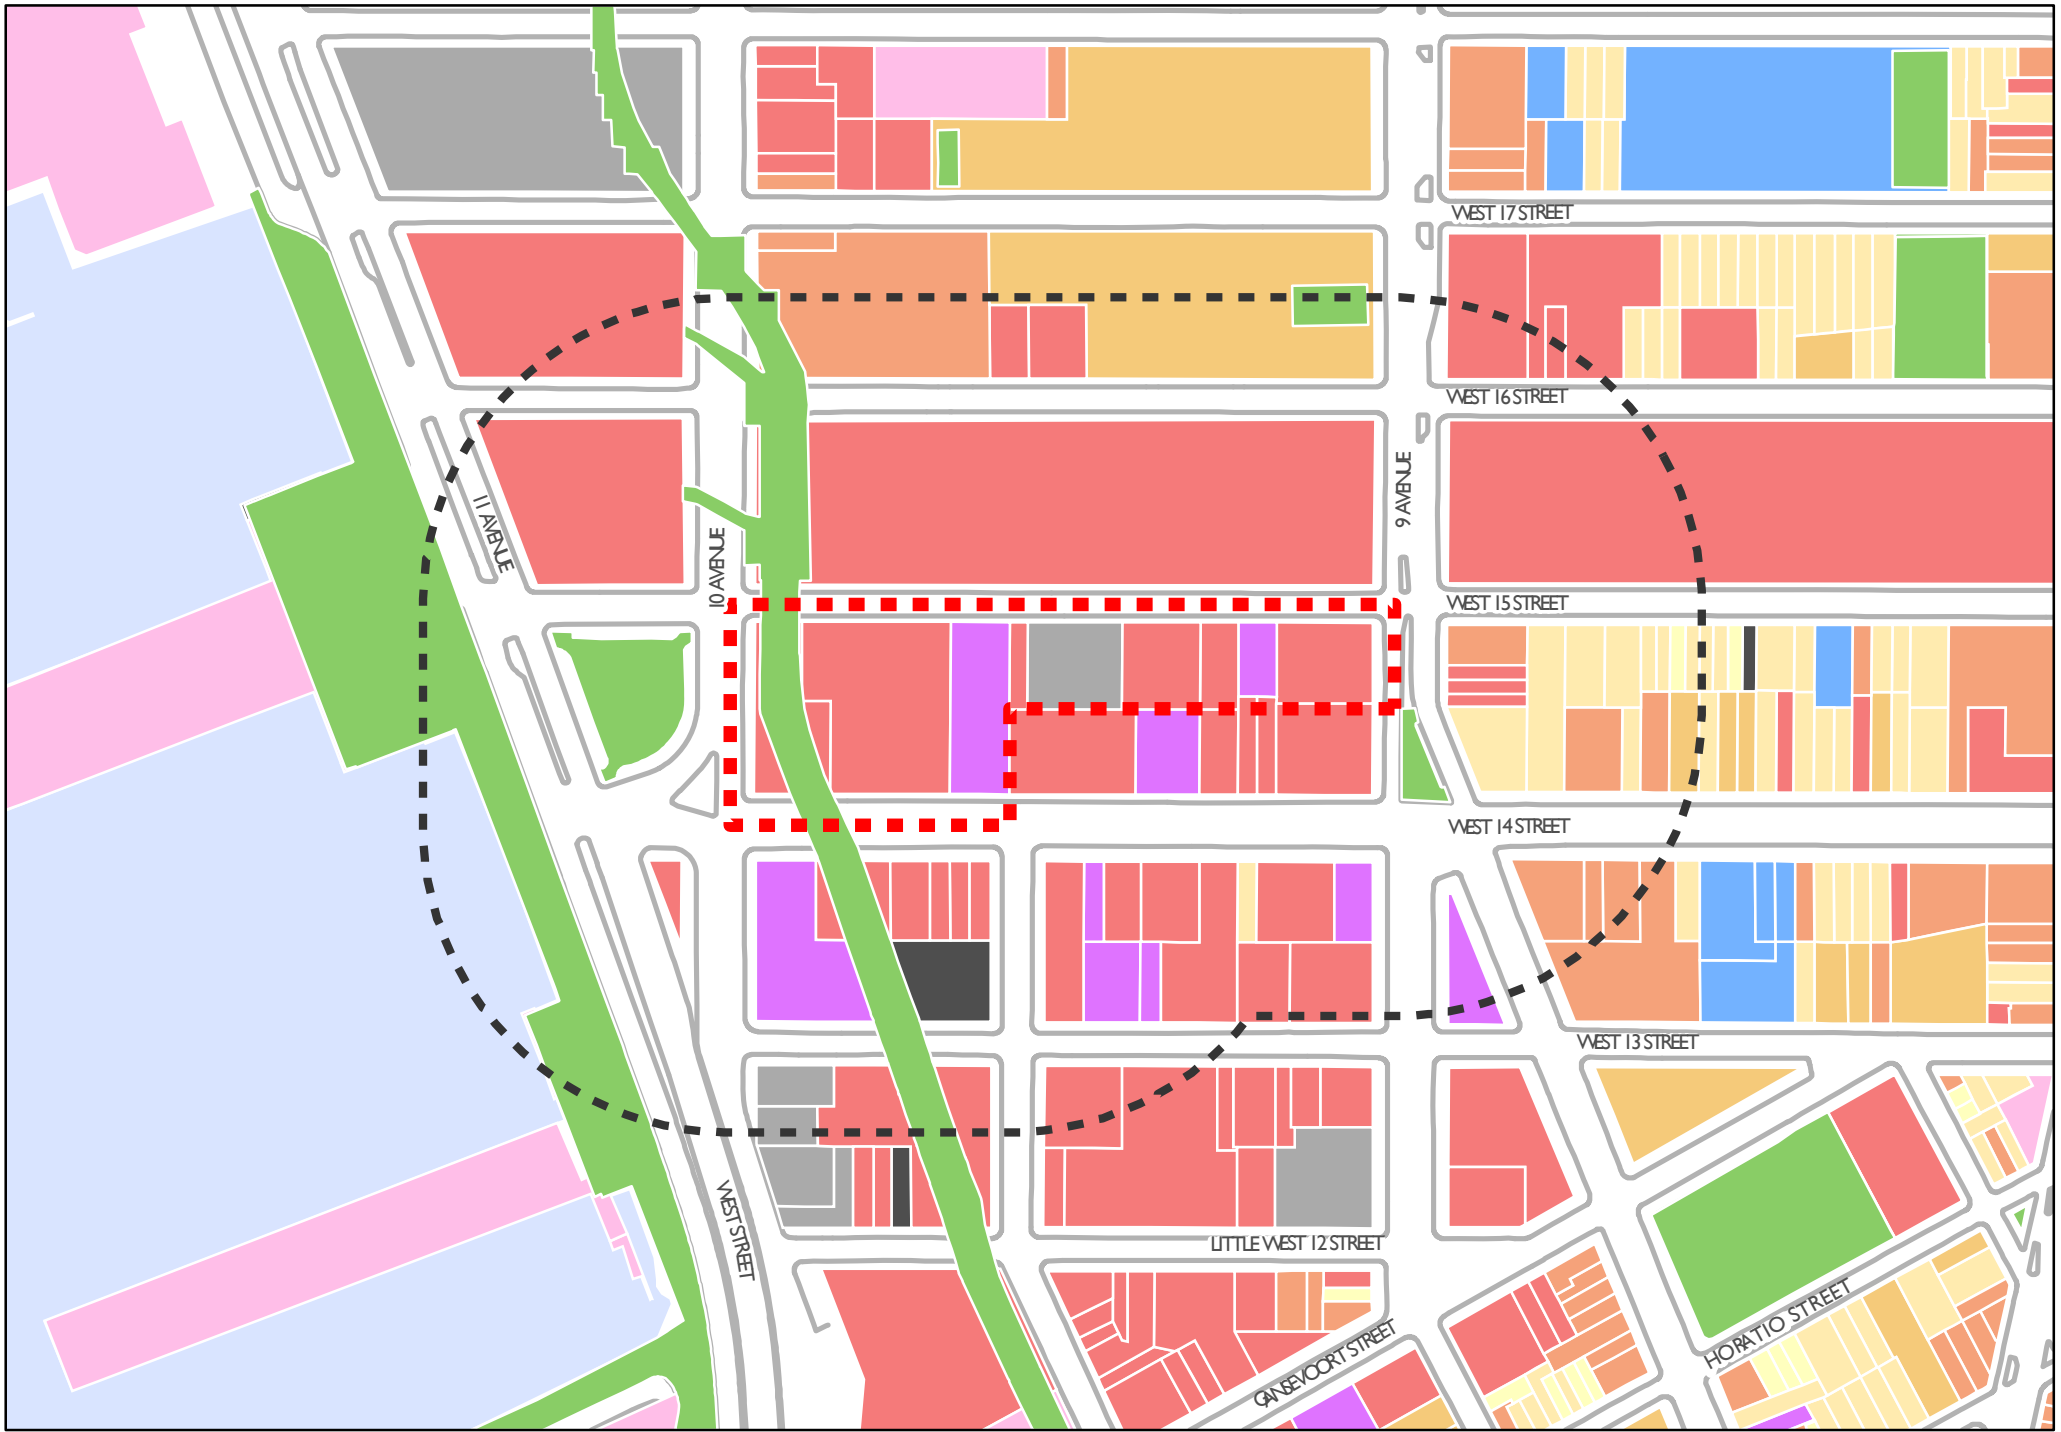 WEST 17 STREET
WEST 16 STREET
9 AVENUE
11 AVENUE
10 AVENUE
WEST 15 STREET
WEST 14 STREET
WEST 13 STREET
WEST STREET
LITTLE WEST 12 STREET
HORATIO STREET
GANSEVOORT STREET